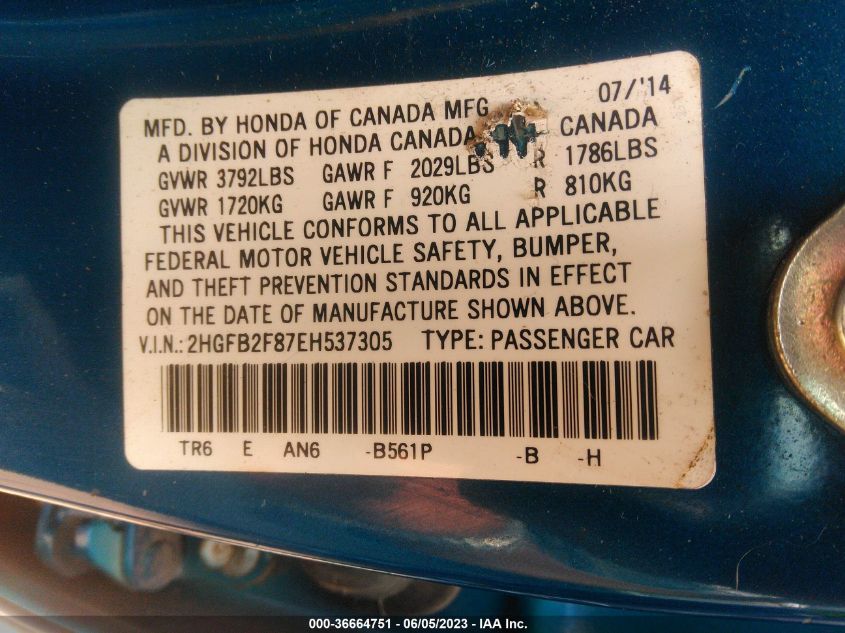 07/'14
MFD. BY HONDA OF CANADA MFG
A DIVISION OF HONDA CANADA CANADA
GVWR 3792LBS GAWR F 2029LBS R 1786LBS
GVWR 1720KG GAWR F 920KG R 810KG
THIS VEHICLE CONFORMS TO ALL APPLICABLE
FEDERAL MOTOR VEHICLE SAFETY, BUMPER,
AND THEFT PREVENTION STANDARDS IN EFFECT
ON THE DATE OF MANUFACTURE SHOWN ABOVE.
V.I.N.: 2HGFB2F87EH537305 TYPE: PASSENGER CAR
TR6 E AN6 -B561P -B -H
000-36664751 — 06/05/2023 — IAA Inc.